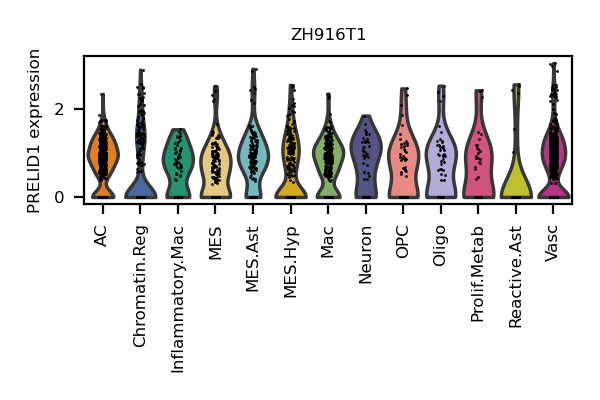 ZH916T1
PRELID1 expression
2
0
AC
Chromatin.Reg
Inflammatory.Mac
MES
MES.Ast
MES.Hyp
Mac
Neuron
OPC
Oligo
Prolif.Metab
Reactive.Ast
Vasc